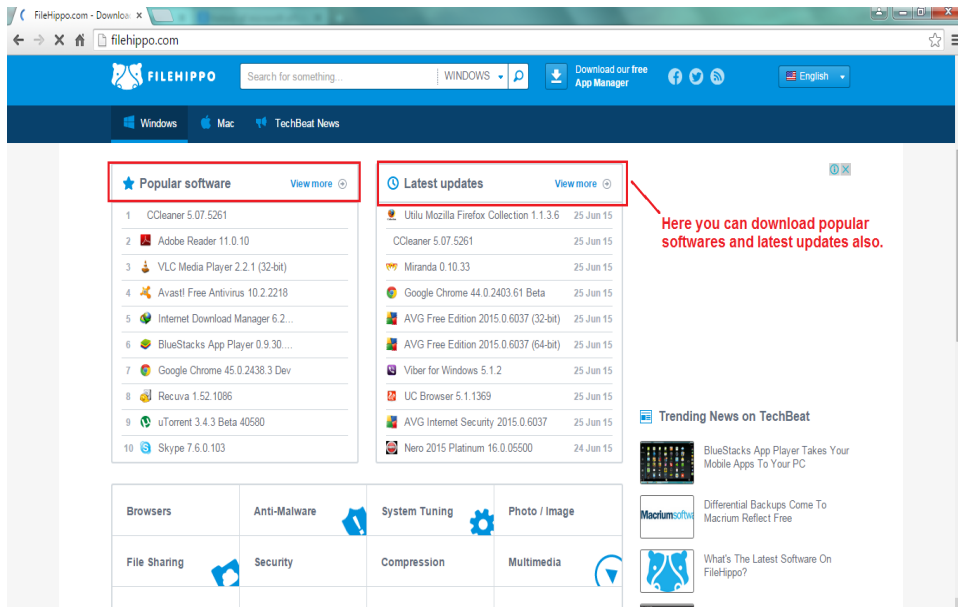 FileHippo.com - Downloa
filehippo.com
FILEHIPPO
Search for something...
WINDOWS
Download our free
App Manager
English
Windows
Mac
TechBeat News
Popular software
View more
1 CCleaner 5.07.5261
2 Adobe Reader 11.0.10
3 VLC Media Player 2.2.1 (32-bit)
4 Avast! Free Antivirus 10.2.2218
5 Internet Download Manager 6.2...
6 BlueStacks App Player 0.9.30....
7 Google Chrome 45.0.2438.3 Dev
8 Recuva 1.52.1086
9 uTorrent 3.4.3 Beta 40580
10 Skype 7.6.0.103
Latest updates
View more
Utilu Mozilla Firefox Collection 1.1.3.6 25 Jun 15
CCleaner 5.07.5261 25 Jun 15
Miranda 0.10.33 25 Jun 15
Google Chrome 44.0.2403.61 Beta 25 Jun 15
AVG Free Edition 2015.0.6037 (32-bit) 25 Jun 15
AVG Free Edition 2015.0.6037 (64-bit) 25 Jun 15
Viber for Windows 5.1.2 25 Jun 15
UC Browser 5.1.1369 25 Jun 15
AVG Internet Security 2015.0.6037 25 Jun 15
Nero 2015 Platinum 16.0.05500 24 Jun 15
Here you can download popular
softwares and latest updates also.
Trending News on TechBeat
BlueStacks App Player Takes Your
Mobile Apps To Your PC
Macriumsoftwa
Differential Backups Come To
Macrium Reflect Free
What's The Latest Software On
FileHippo?
Browsers
Anti-Malware
System Tuning
Photo / Image
File Sharing
Security
Compression
Multimedia